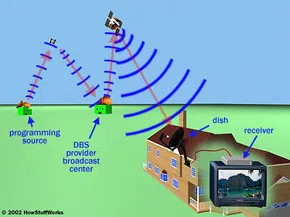 programming
source
DBS
provider
broadcast
center
dish
receiver
© 2002 HowStuffWorks